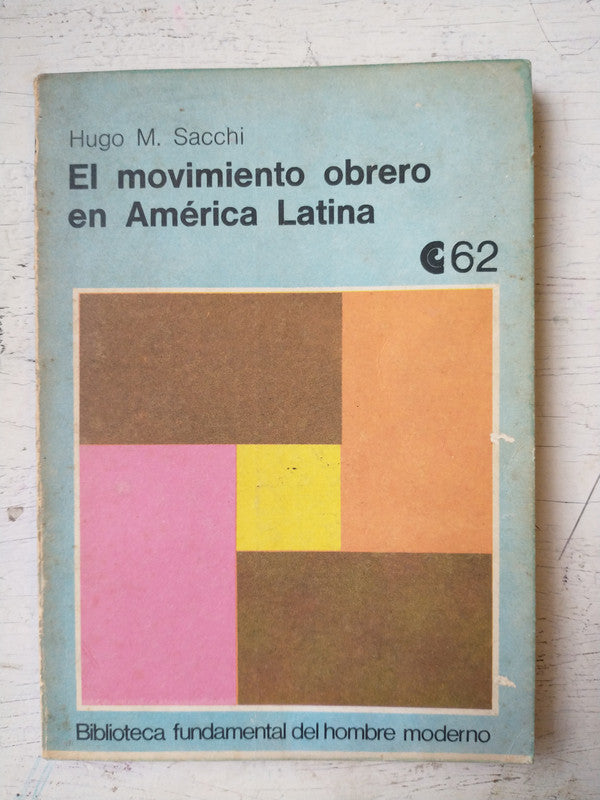 Hugo M. Sacchi
El movimiento obrero
en América Latina
62
Biblioteca fundamental del hombre moderno